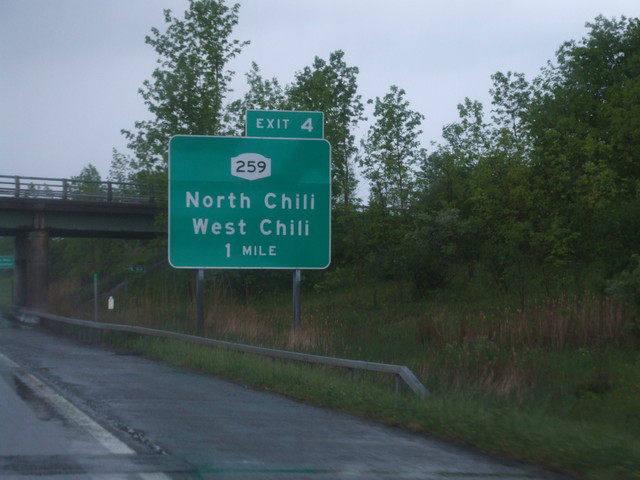 EXIT 4
259
North Chili
West Chili
1 MILE